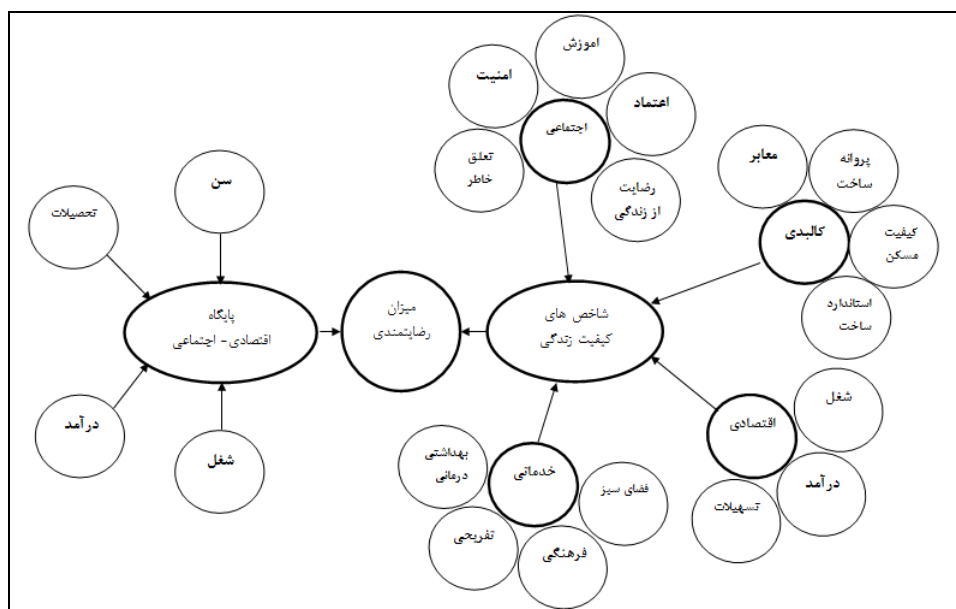 اموزش
امنیت
اعتماد
اجتماعی
تعلق
خاطر
رضایت
از زندگی
معابر
پروانه
ساخت
کالبدی
کیفیت
مسکن
استاندارد
ساخت
سن
تحصیلات
پایگاه
اقتصادی - اجتماعی
میزان
رضایتمندی
شاخص های
کیفیت زندگی
درآمد
شغل
شغل
اقتصادی
درآمد
تسهیلات
بهداشتی
درمانی
خدماتی
فضای سبز
تفریحی
فرهنگی